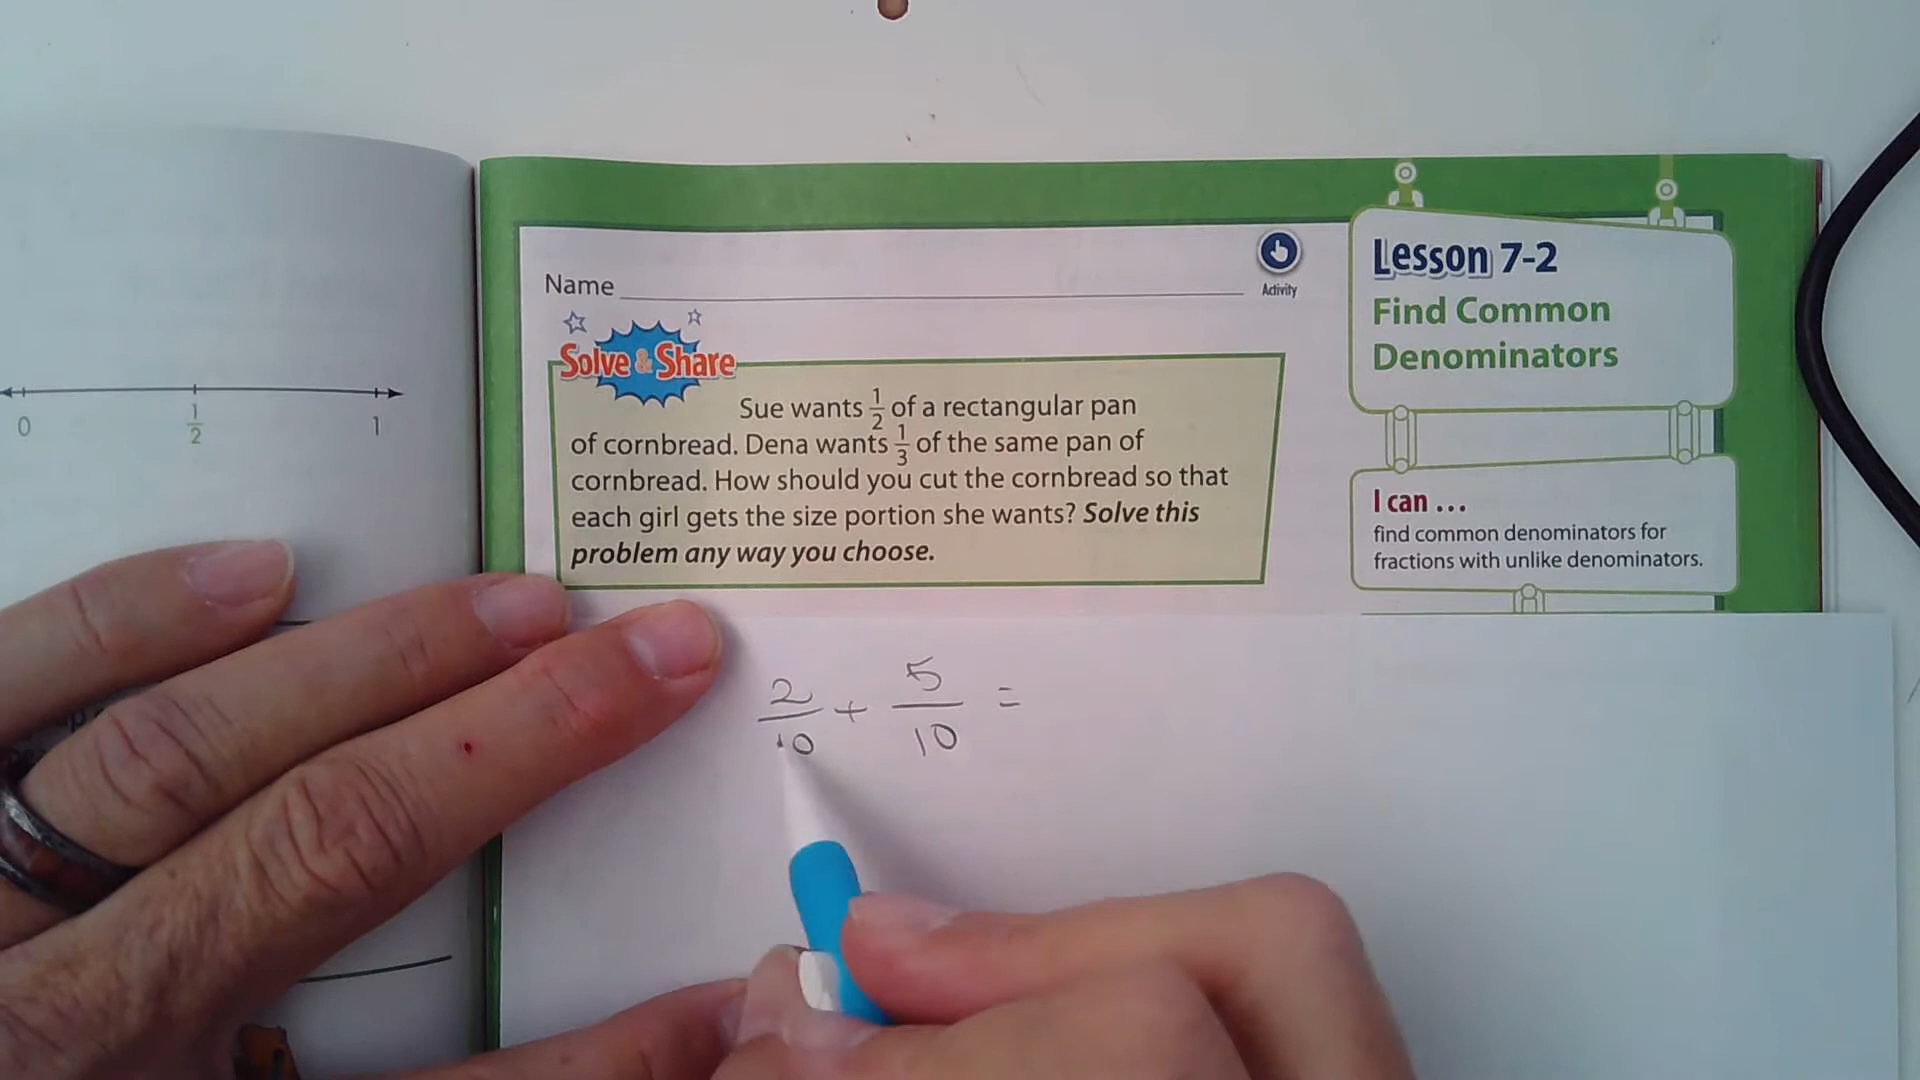 0 1/2 1
Name
Activity
Solve & Share
Sue wants 1/2 of a rectangular pan
of cornbread. Dena wants 1/3 of the same pan of
cornbread. How should you cut the cornbread so that
each girl gets the size portion she wants? Solve this
problem any way you choose.
Lesson 7-2
Find Common
Denominators
I can ...
find common denominators for
fractions with unlike denominators.
2/10 + 5/10 =